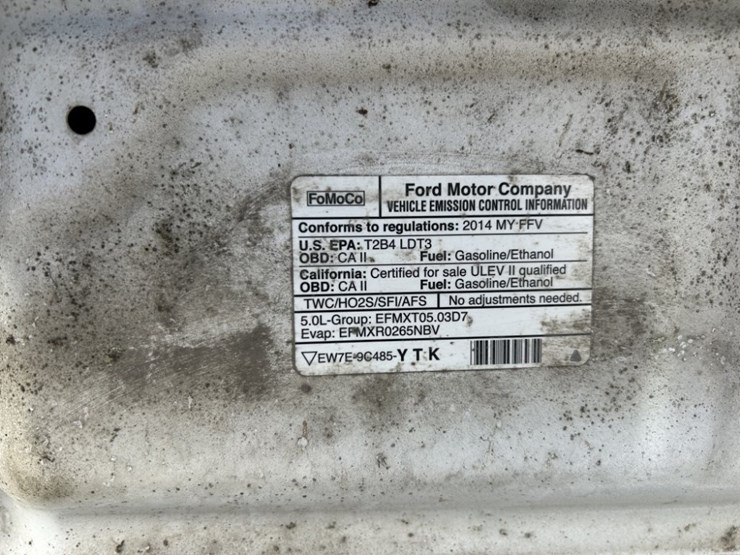 FoMoCo
Ford Motor Company
VEHICLE EMISSION CONTROL INFORMATION
Conforms to regulations: 2014 MY FFV
U.S. EPA: T2B4 LDT3
OBD: CA II Fuel: Gasoline/Ethanol
California: Certified for sale ULEV II qualified
OBD: CA II Fuel: Gasoline/Ethanol
TWC/HO2S/SFI/AFS No adjustments needed.
5.0L-Group: EFMXT05.03D7
Evap: EFMXR0265NBV
EW7E-9C485-Y T K